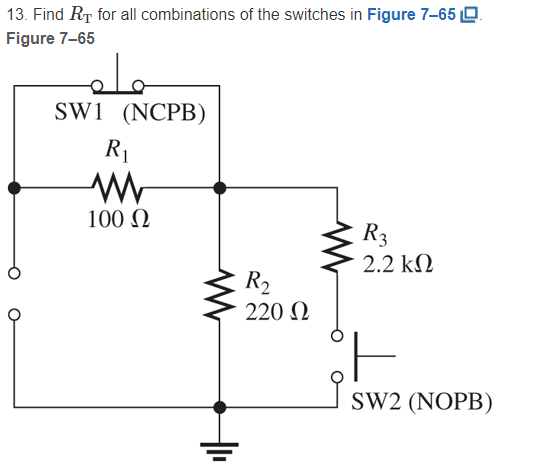 13. Find R_T for all combinations of the switches in Figure 7–65.
Figure 7–65
SW1 (NCPB)
R1
100 Ω
R3
2.2 kΩ
R2
220 Ω
SW2 (NOPB)